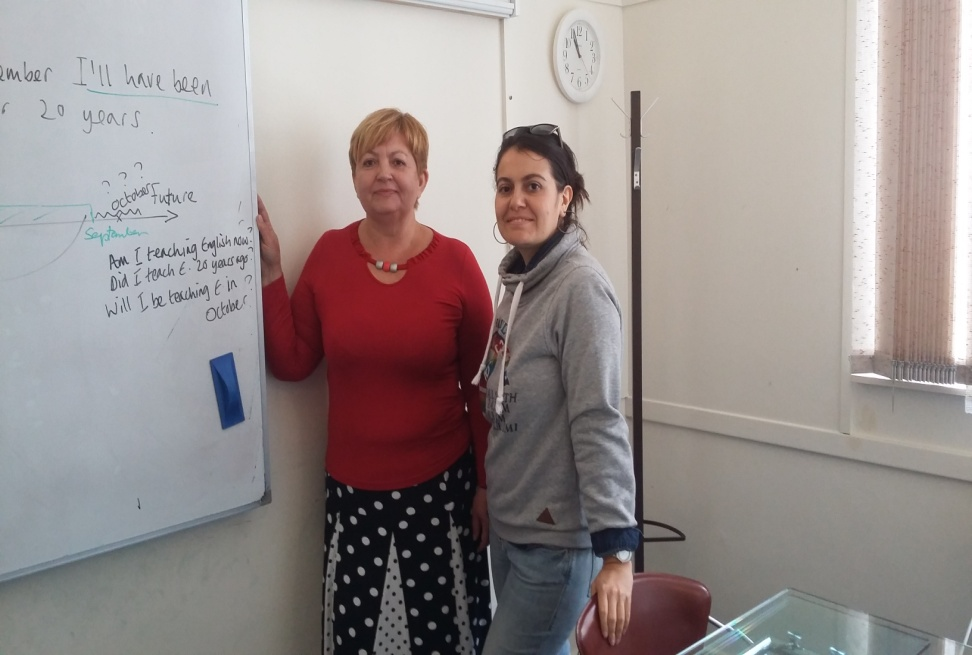 ember I'll have been
20 years.
? ? ?
October Future
September
Am I teaching English now?
Did I teach E. 20 years ago?
Will I be teaching E in ?
October